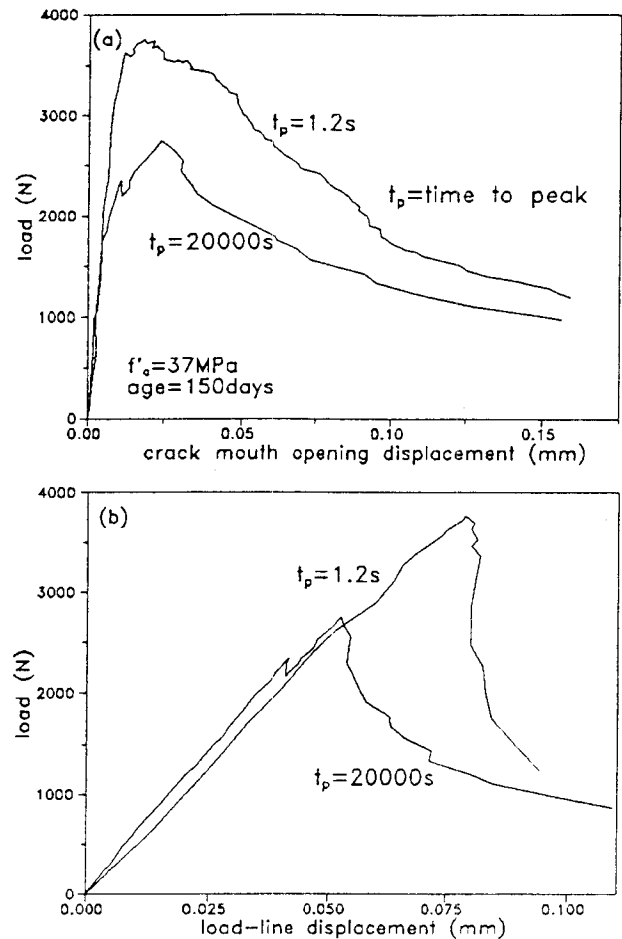 (a)
4000
3000
2000
1000
0
load (N)
t_p=1.2s
t_p=time to peak
t_p=20000s
f'_c=37MPa
age=150days
0.00 0.05 0.10 0.15
crack mouth opening displacement (mm)
(b)
4000
3000
2000
1000
0
load (N)
t_p=1.2s
t_p=20000s
0.000 0.025 0.050 0.075 0.100
load-line displacement (mm)